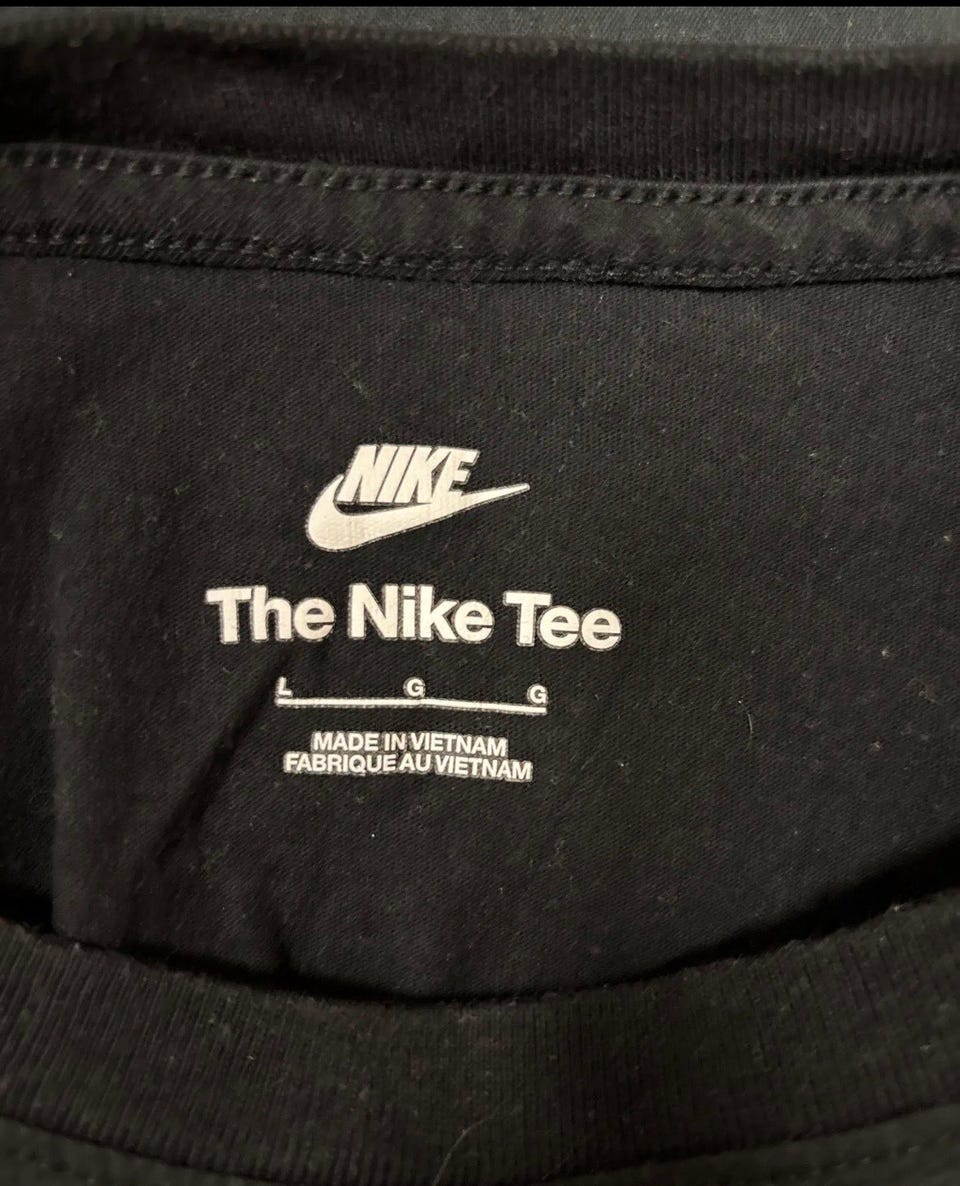 NIKE
The Nike Tee
L G G
MADE IN VIETNAM
FABRIQUE AU VIETNAM